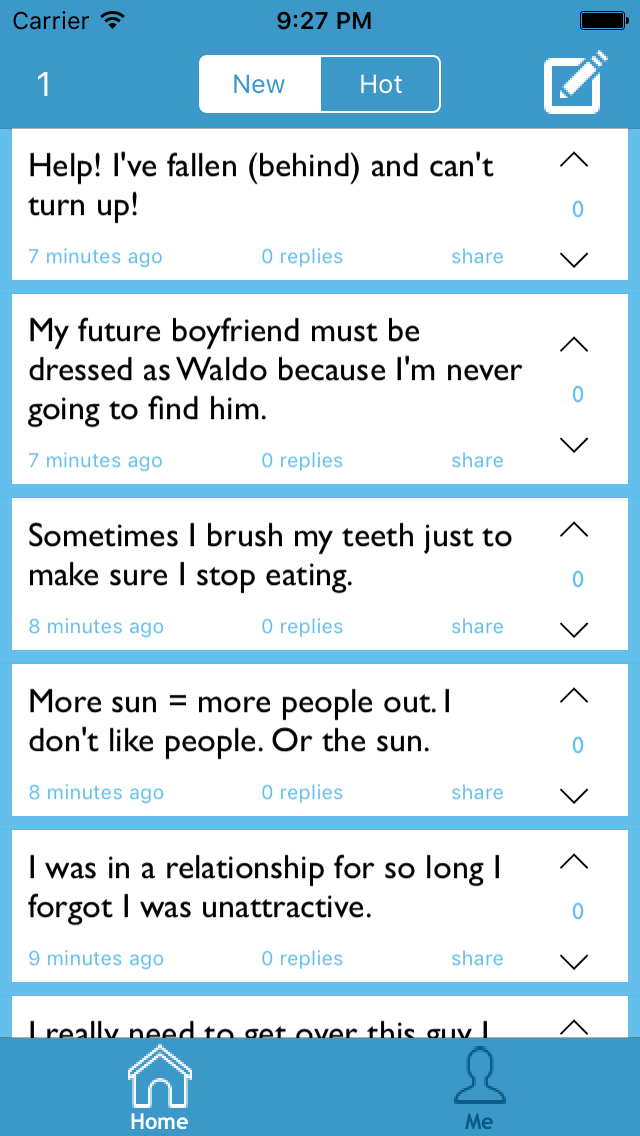 Carrier 9:27 PM
1 New Hot
Help! I've fallen (behind) and can't
turn up!
0
7 minutes ago 0 replies share
My future boyfriend must be
dressed as Waldo because I'm never
going to find him.
0
7 minutes ago 0 replies share
Sometimes I brush my teeth just to
make sure I stop eating.
0
8 minutes ago 0 replies share
More sun = more people out. I
don't like people. Or the sun.
0
8 minutes ago 0 replies share
I was in a relationship for so long I
forgot I was unattractive.
0
9 minutes ago 0 replies share
I really need to get over this guy I
Home Me